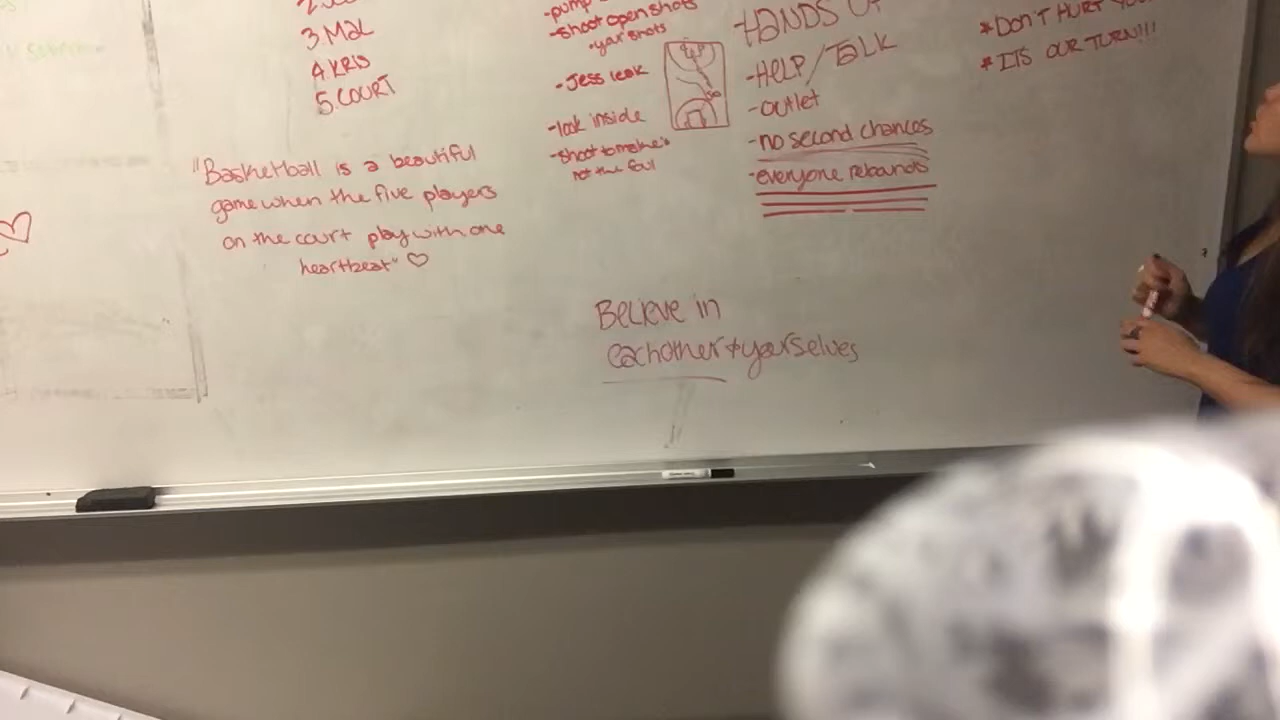 3.MAL
4.KRIS
5.COURT
"Basketball is a beautiful
game when the five players
on the court play with one
heartbeat" ♡
-pump
-shoot open shots
-your shots
-Jess leak
-look inside
-shoot to make's
not the foul
-HANDS UP
-HELP/TALK
-outlet
-no second chances
-everyone rebounds
*DON'T HURT
*ITS OUR TURN!!!
Believe in
eachother + yourselves